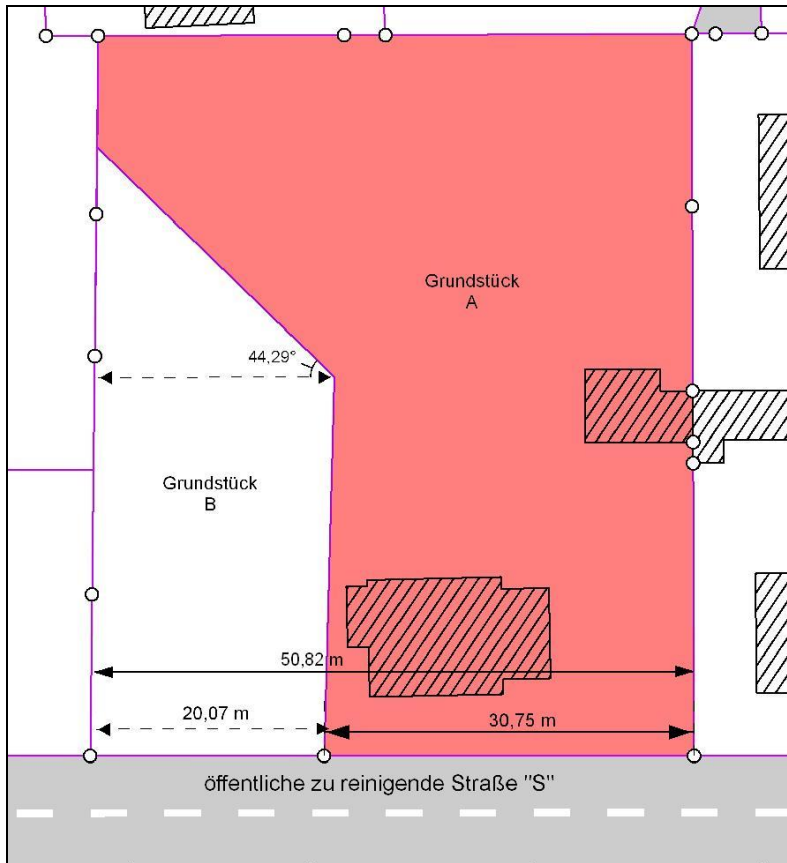 Grundstück
A
44,29°
Grundstück
B
50,82 m
20,07 m
30,75 m
öffentliche zu reinigende Straße "S"